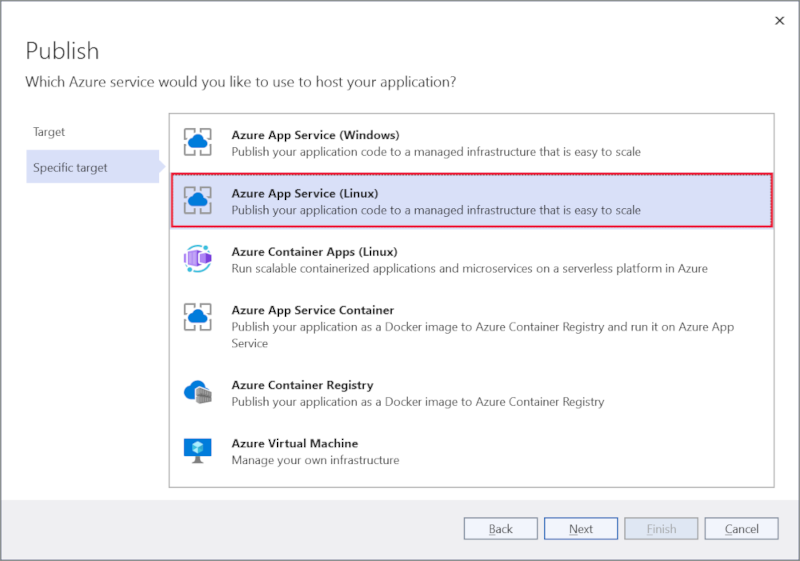 Publish
Which Azure service would you like to use to host your application?
Target
Specific target
Azure App Service (Windows)
Publish your application code to a managed infrastructure that is easy to scale
Azure App Service (Linux)
Publish your application code to a managed infrastructure that is easy to scale
Azure Container Apps (Linux)
Run scalable containerized applications and microservices on a serverless platform in Azure
Azure App Service Container
Publish your application as a Docker image to Azure Container Registry and run it on Azure App
Service
Azure Container Registry
Publish your application as a Docker image to Azure Container Registry
Azure Virtual Machine
Manage your own infrastructure
Back
Next
Finish
Cancel